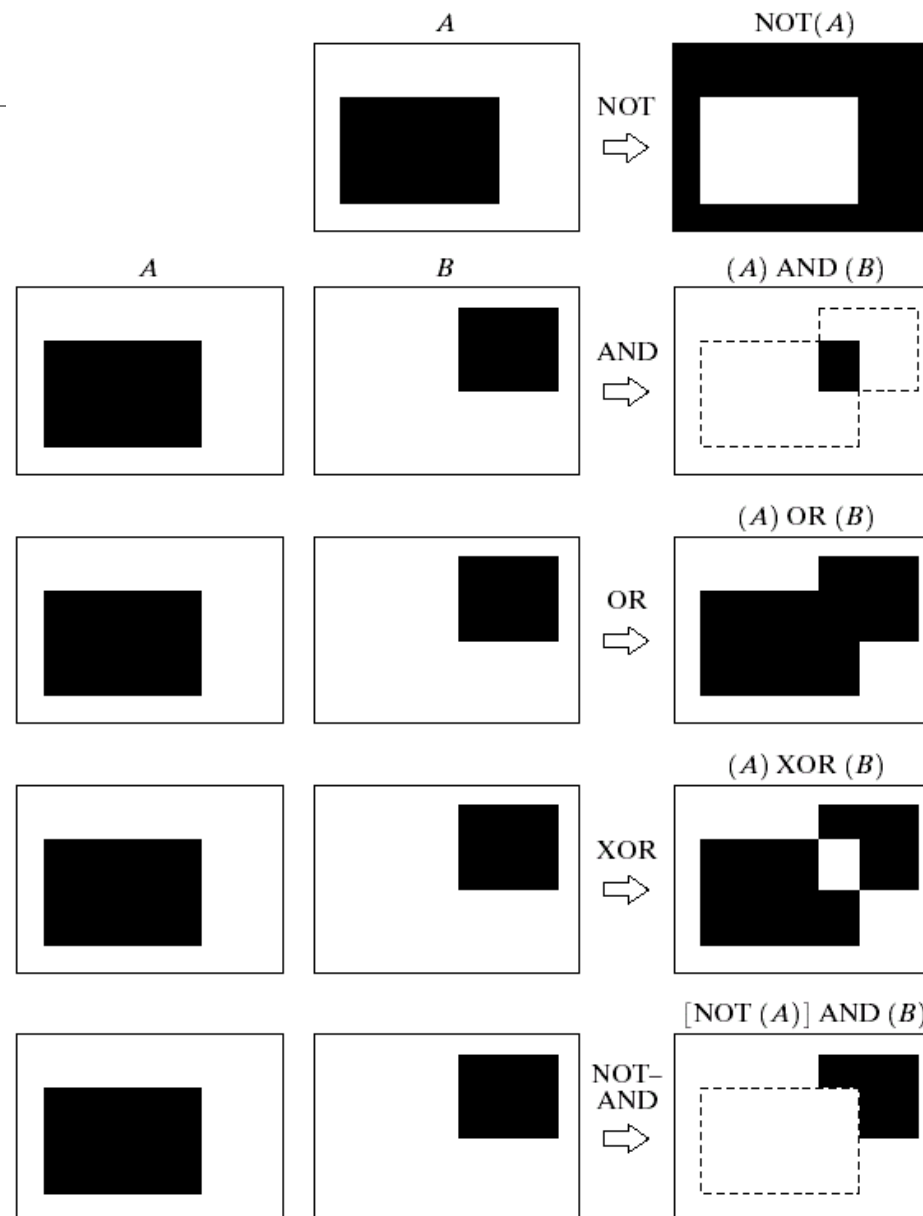 A NOT(A)
NOT
A B (A) AND (B)
AND
(A) OR (B)
OR
(A) XOR (B)
XOR
[NOT (A)] AND (B)
NOT–
AND